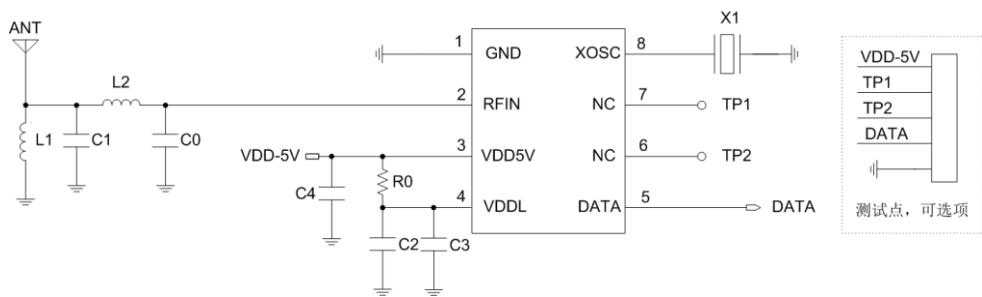 ANT
X1
1
GND
XOSC
8
VDD-5V
L2
TP1
2
RFIN
NC
7
TP1
TP2
L1
C1
C0
DATA
VDD-5V
3
VDD5V
NC
6
TP2
C4
R0
4
VDDL
DATA
5
DATA
测试点，可选项
C2
C3